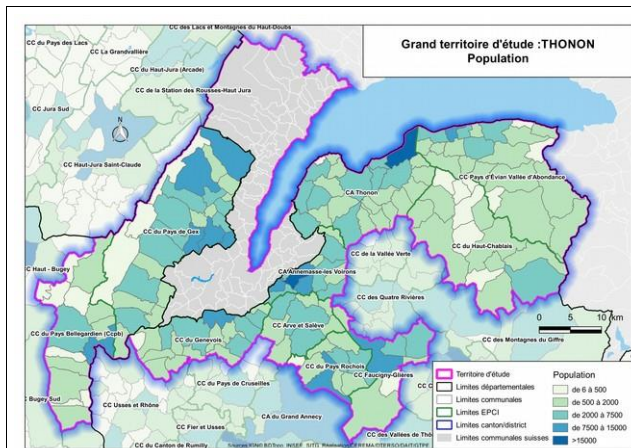 Grand territoire d'étude :THONON
Population
CC des Lacs et Montagnes du Haut-Doubs
CC du Pays des Lacs
CC La Grandvallière
CC du Haut-Jura (Arcade)
CC de la Station des Rousses-Haut Jura
CC Jura Sud
N
CC Haut-Jura Saint-Claude
CC Pays d'Évian Vallée d'Abondance
CA Thonon
CC du Pays de Gex
CC du Haut-Chablais
CC de la Vallée Verte
CC Haut - Bugey
CA Annemasse-les Voirons
CC des Quatre Rivières
0 5 10 km
CC du Pays Bellegardien (Ccpb)
CC Arve et Salève
CC du Genevois
CC des Montagnes du Giffre
CC du Pays Rochois
CC Faucigny-Glières
CC du Pays de Cruseilles
CC Bugey Sud
CC Usses et Rhône
CC Fier et Usses
CA du Grand Annecy
CC du Canton de Rumilly
CC des Vallées de
Territoire d'étude
Limites départementales
Limites communales
Limites EPCI
Limites canton/district
Limites communales suisse
Population
de 6 à 500
de 500 à 2000
de 2000 à 7500
de 7500 à 15000
>15000